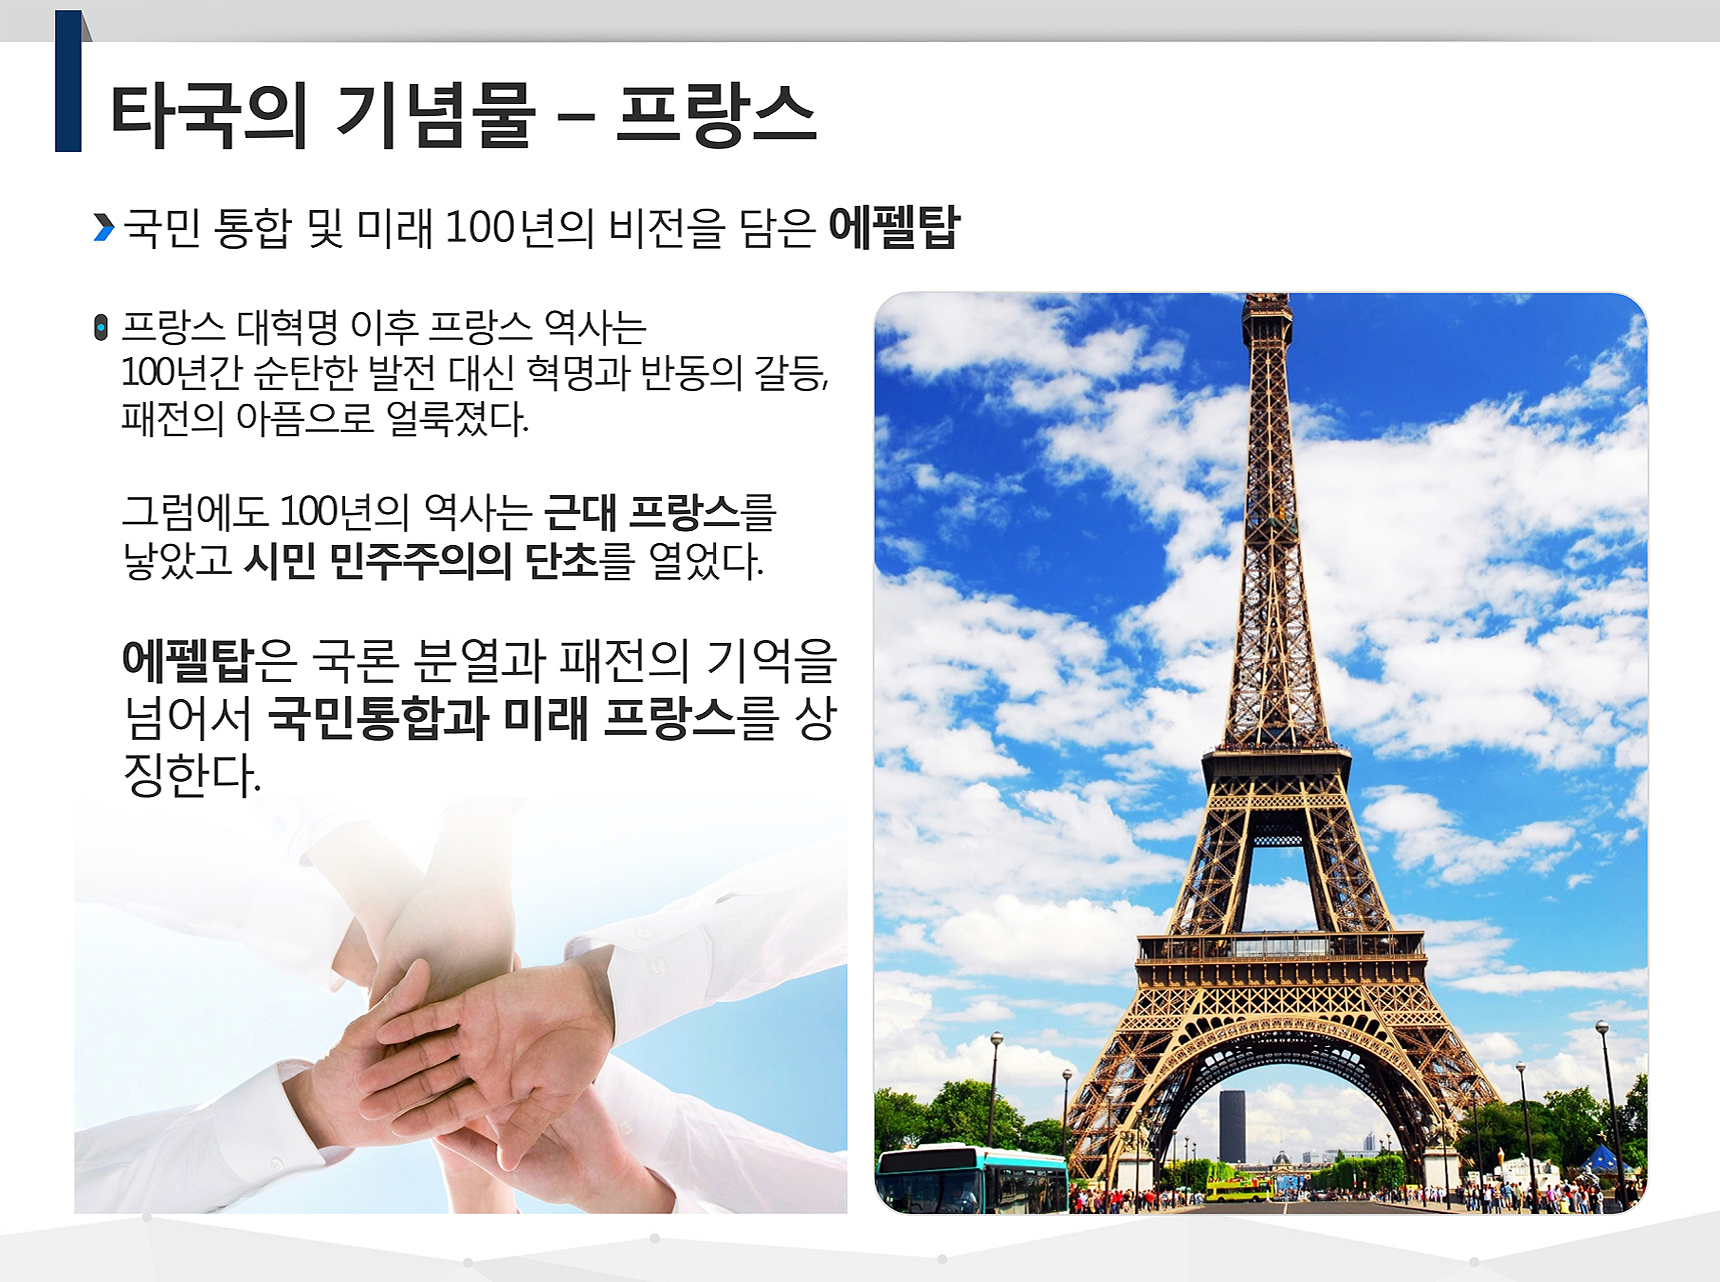 타국의 기념물 – 프랑스
국민 통합 및 미래 100년의 비전을 담은 에펠탑
프랑스 대혁명 이후 프랑스 역사는
100년간 순탄한 발전 대신 혁명과 반동의 갈등,
패전의 아픔으로 얼룩졌다.
그럼에도 100년의 역사는 근대 프랑스를
낳았고 시민 민주주의의 단초를 열었다.
에펠탑은 국론 분열과 패전의 기억을
넘어서 국민통합과 미래 프랑스를 상
징한다.